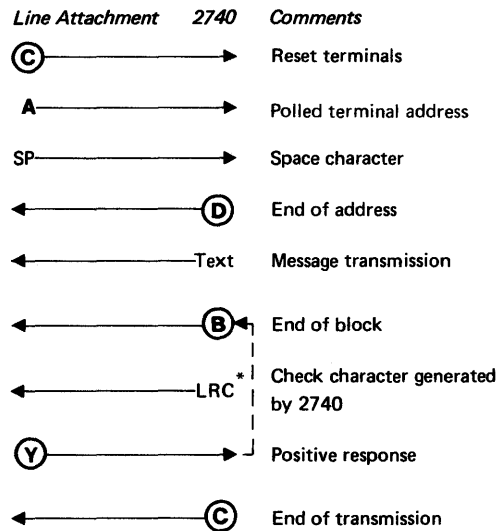 Line Attachment 2740 Comments
C Reset terminals
A Polled terminal address
SP Space character
D End of address
Text Message transmission
B End of block
LRC* Check character generated
by 2740
Y Positive response
C End of transmission